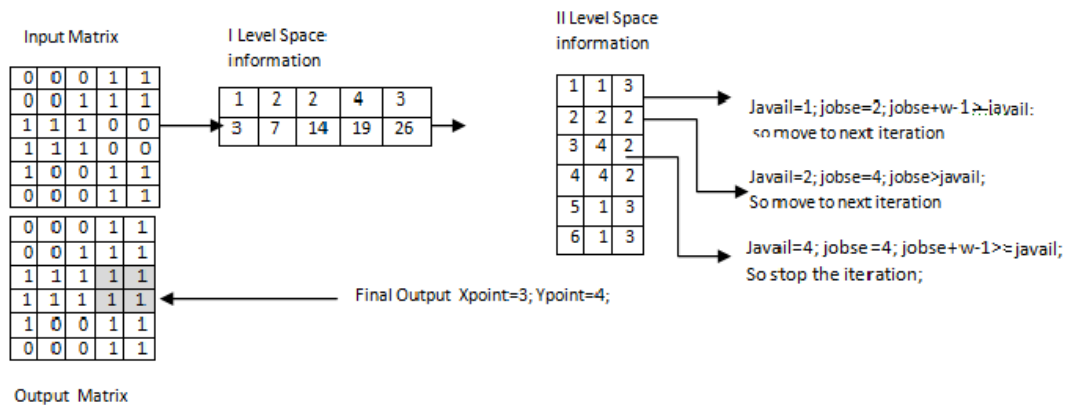 Input Matrix
0 0 0 1 1
0 0 1 1 1
1 1 1 0 0
1 1 1 0 0
1 0 0 1 1
0 0 0 1 1
0 0 0 1 1
0 0 1 1 1
1 1 1 1 1
1 1 1 1 1
1 0 0 1 1
0 0 0 1 1
Output Matrix
I Level Space
information
1 2 2 4 3
3 7 14 19 26
II Level Space
information
1 1 3
2 2 2
3 4 2
4 4 2
5 1 3
6 1 3
Javail=1; jobse=2; jobse+w-1>=javail:
so move to next iteration
Javail=2; jobse=4; jobse>javail;
So move to next iteration
Javail=4; jobse=4; jobse+w-1>=javail;
So stop the iteration;
Final Output Xpoint=3; Ypoint=4;